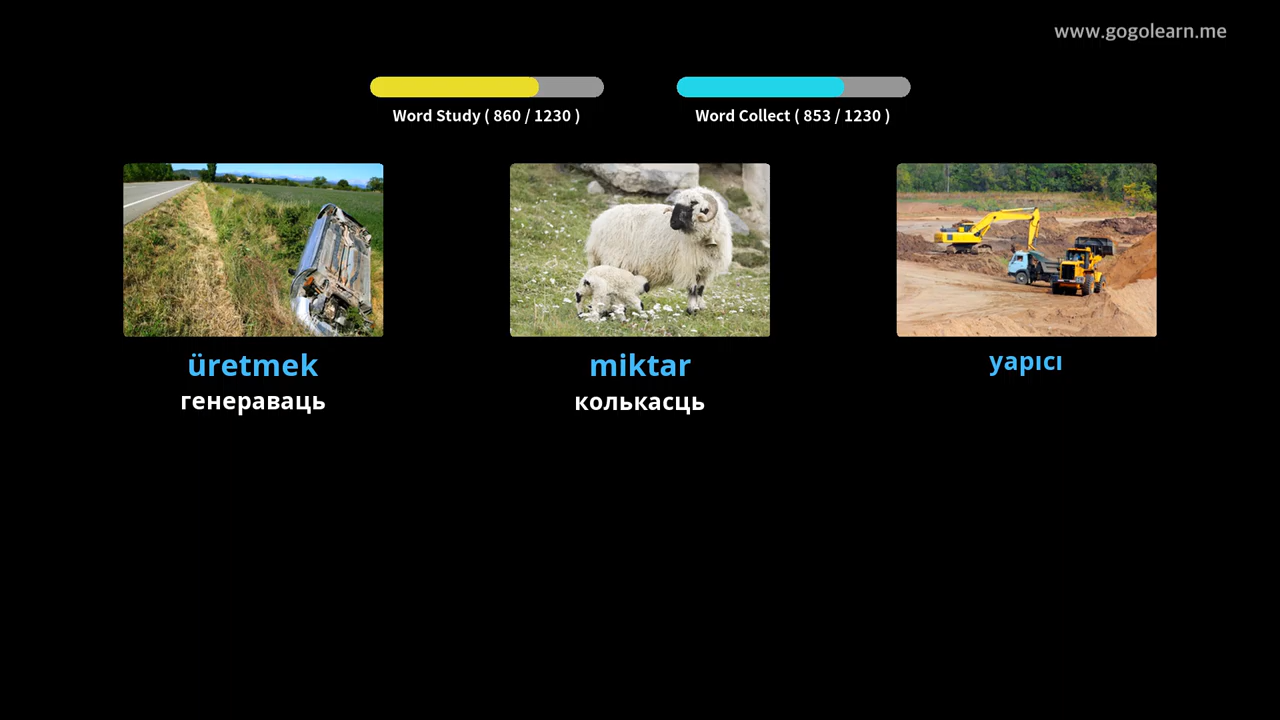 www.gogolearn.me
Word Study ( 860 / 1230 )
Word Collect ( 853 / 1230 )
üretmek
генераваць
miktar
колькасць
yapıcı